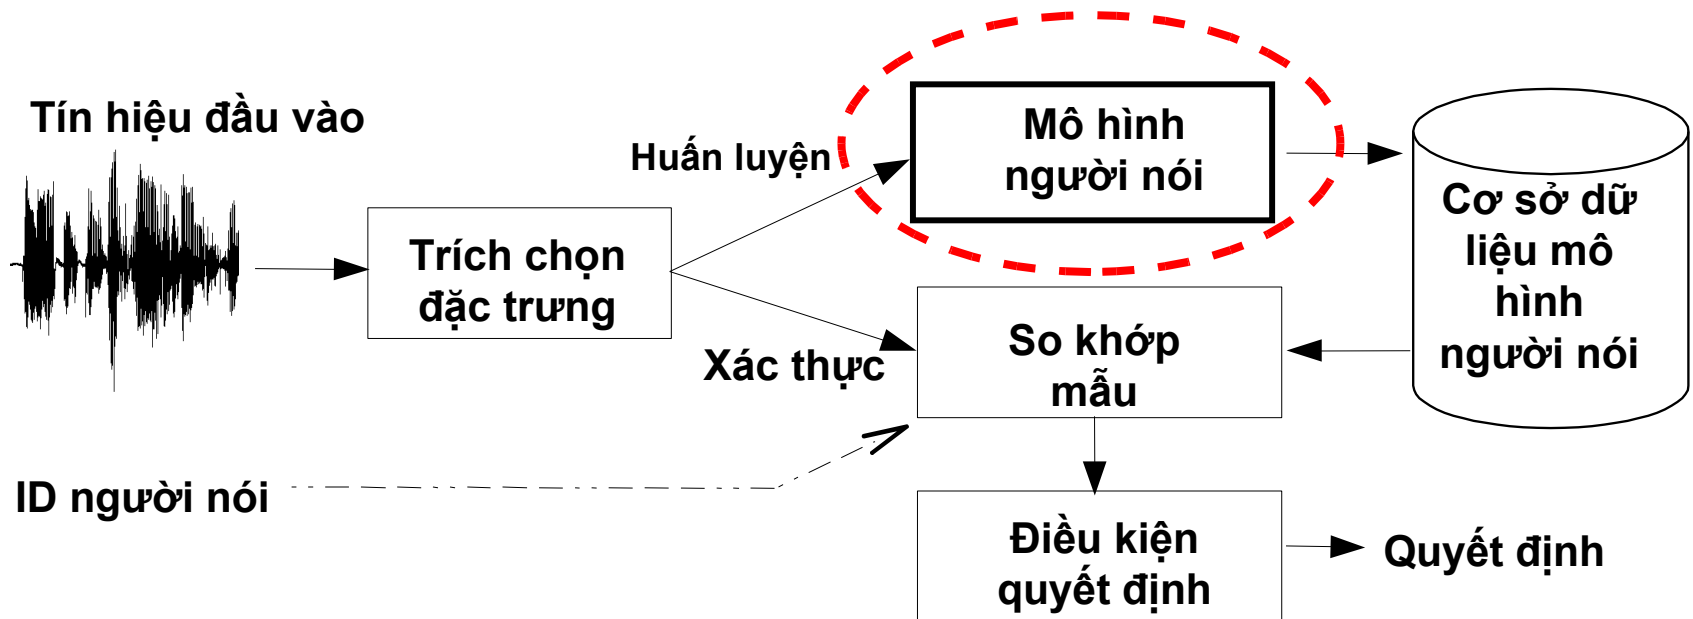 Tín hiệu đầu vào
Huấn luyện
Mô hình
người nói
Trích chọn
đặc trưng
Cơ sở dữ
liệu mô
hình
người nói
Xác thực
So khớp
mẫu
ID người nói
Điều kiện
quyết định
Quyết định